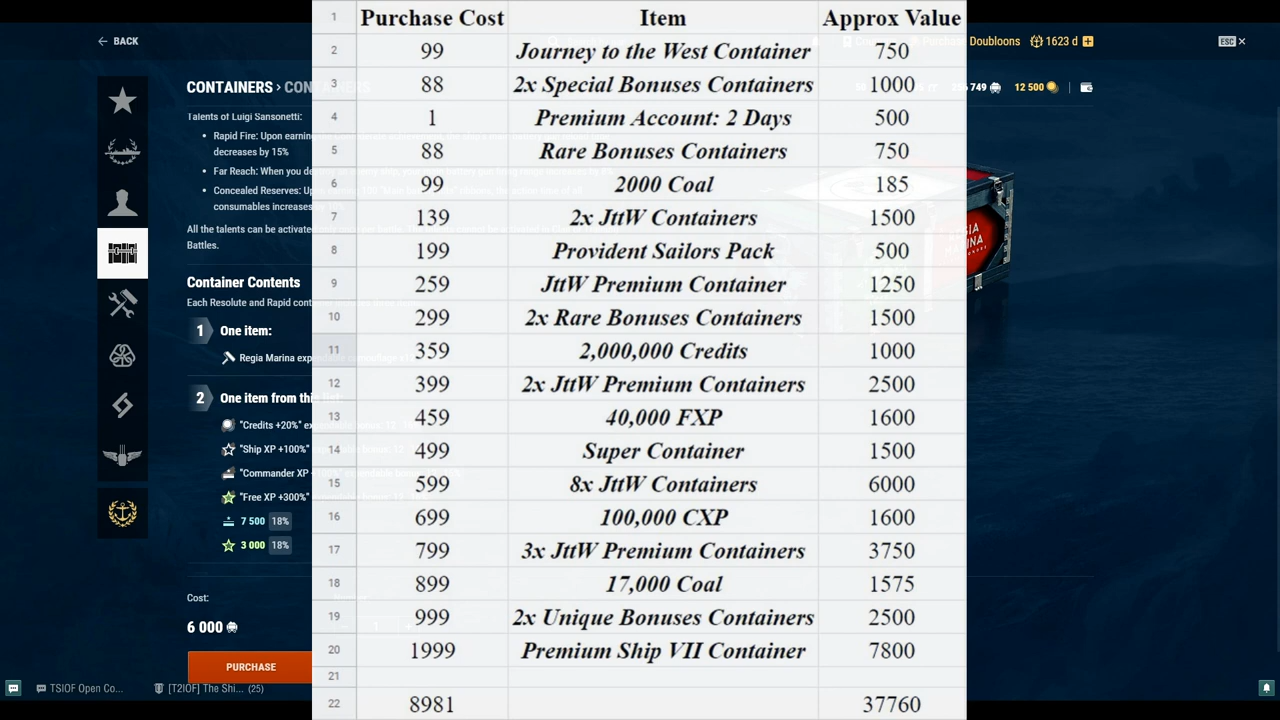 BACK
Doubloons 1623 d
ESC
CONTAINERS › CON
749 12 500
Talents of Luigi Sansonetti:
Rapid Fire: Upon earning
decreases by 15%
Far Reach: When you
Concealed Reserves:
consumables increases
All the talents can be activated
Battles.
Container Contents
Each Resolute and Rapid
1 One item:
Regia Marina
2 One item from
"Credits +20%"
"Ship XP +100%"
"Commander XP
"Free XP +300%"
7 500 18%
3 000 18%
Cost:
6 000
PURCHASE
TSIOF Open Co... [T2IOF] The Shi... (25)
1 Purchase Cost Item Approx Value
2 99 Journey to the West Container 750
3 88 2x Special Bonuses Containers 1000
4 1 Premium Account: 2 Days 500
5 88 Rare Bonuses Containers 750
6 99 2000 Coal 185
7 139 2x JttW Containers 1500
8 199 Provident Sailors Pack 500
9 259 JttW Premium Container 1250
10 299 2x Rare Bonuses Containers 1500
11 359 2,000,000 Credits 1000
12 399 2x JttW Premium Containers 2500
13 459 40,000 FXP 1600
14 499 Super Container 1500
15 599 8x JttW Containers 6000
16 699 100,000 CXP 1600
17 799 3x JttW Premium Containers 3750
18 899 17,000 Coal 1575
19 999 2x Unique Bonuses Containers 2500
20 1999 Premium Ship VII Container 7800
21
22 8981 37760